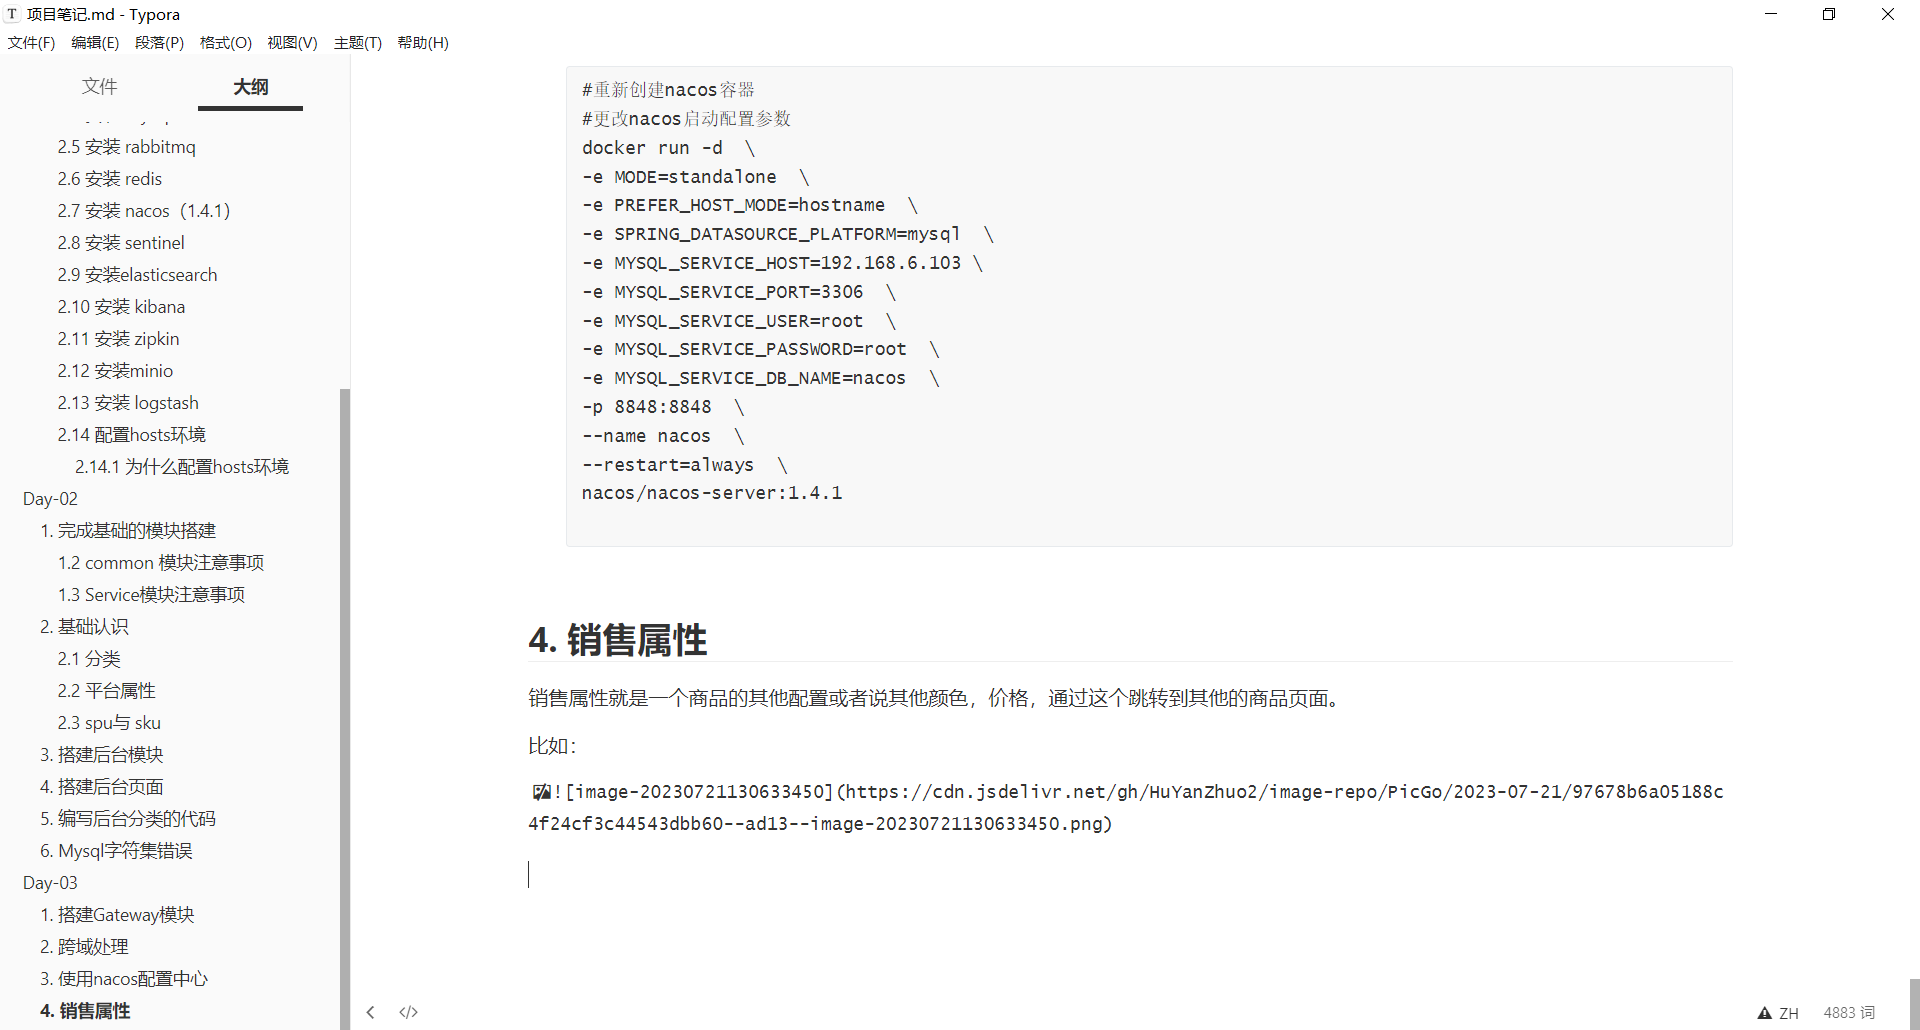 项目笔记.md - Typora
文件(F) 编辑(E) 段落(P) 格式(O) 视图(V) 主题(T) 帮助(H)
文件 大纲
2.5 安装 rabbitmq
2.6 安装 redis
2.7 安装 nacos（1.4.1）
2.8 安装 sentinel
2.9 安装elasticsearch
2.10 安装 kibana
2.11 安装 zipkin
2.12 安装minio
2.13 安装 logstash
2.14 配置hosts环境
2.14.1 为什么配置hosts环境
Day-02
1. 完成基础的模块搭建
1.2 common 模块注意事项
1.3 Service模块注意事项
2. 基础认识
2.1 分类
2.2 平台属性
2.3 spu与 sku
3. 搭建后台模块
4. 搭建后台页面
5. 编写后台分类的代码
6. Mysql字符集错误
Day-03
1. 搭建Gateway模块
2. 跨域处理
3. 使用nacos配置中心
4. 销售属性
#重新创建nacos容器
#更改nacos启动配置参数
docker run -d  \
-e MODE=standalone  \
-e PREFER_HOST_MODE=hostname  \
-e SPRING_DATASOURCE_PLATFORM=mysql  \
-e MYSQL_SERVICE_HOST=192.168.6.103 \
-e MYSQL_SERVICE_PORT=3306  \
-e MYSQL_SERVICE_USER=root  \
-e MYSQL_SERVICE_PASSWORD=root  \
-e MYSQL_SERVICE_DB_NAME=nacos  \
-p 8848:8848  \
--name nacos  \
--restart=always  \
nacos/nacos-server:1.4.1
4. 销售属性
销售属性就是一个商品的其他配置或者说其他颜色，价格，通过这个跳转到其他的商品页面。
比如：
![image-20230721130633450](https://cdn.jsdelivr.net/gh/HuYanZhuo2/image-repo/PicGo/2023-07-21/97678b6a05188c
4f24cf3c44543dbb60--ad13--image-20230721130633450.png)
</> ZH 4883 词